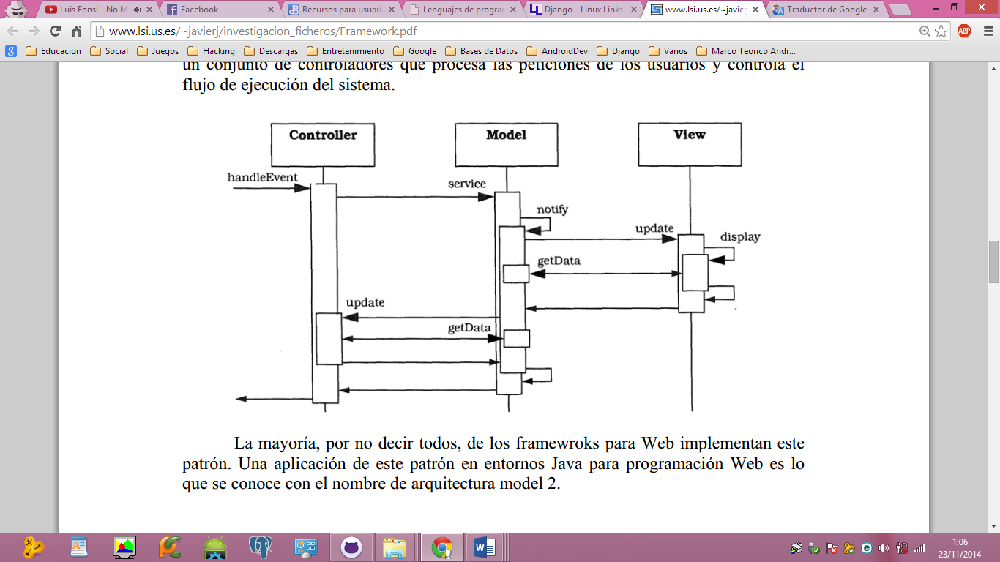 Luis Fonsi - No M
Facebook
Recursos para usuari
Lenguajes de program
Django - Linux Links
www.lsi.us.es/~javier
Traductor de Google
www.lsi.us.es/~javierj/investigacion_ficheros/Framework.pdf
ABP
Educacion
Social
Juegos
Hacking
Descargas
Entretenimiento
Google
Bases de Datos
AndroidDev
Django
Varios
Marco Teorico Andr...
un conjunto de controladores que procesa las peticiones de los usuarios y controla el
flujo de ejecución del sistema.
Controller
Model
View
handleEvent
service
notify
update
display
getData
update
getData
La mayoría, por no decir todos, de los framewroks para Web implementan este
patrón. Una aplicación de este patrón en entornos Java para programación Web es lo
que se conoce con el nombre de arquitectura model 2.
1:06
23/11/2014